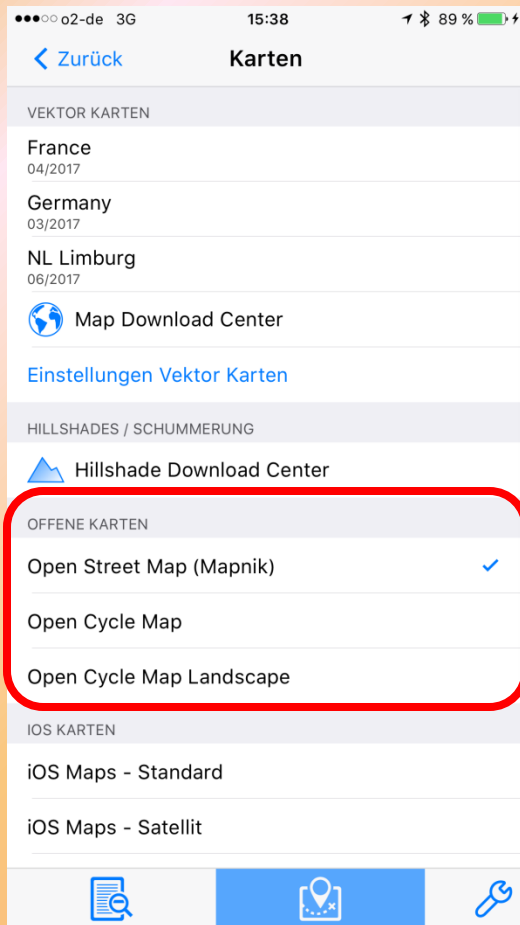 o2-de 3G 15:38 89 %
Zurück Karten
VEKTOR KARTEN
France
04/2017
Germany
03/2017
NL Limburg
06/2017
Map Download Center
Einstellungen Vektor Karten
HILLSHADES / SCHUMMERUNG
Hillshade Download Center
OFFENE KARTEN
Open Street Map (Mapnik)
Open Cycle Map
Open Cycle Map Landscape
IOS KARTEN
iOS Maps - Standard
iOS Maps - Satellit